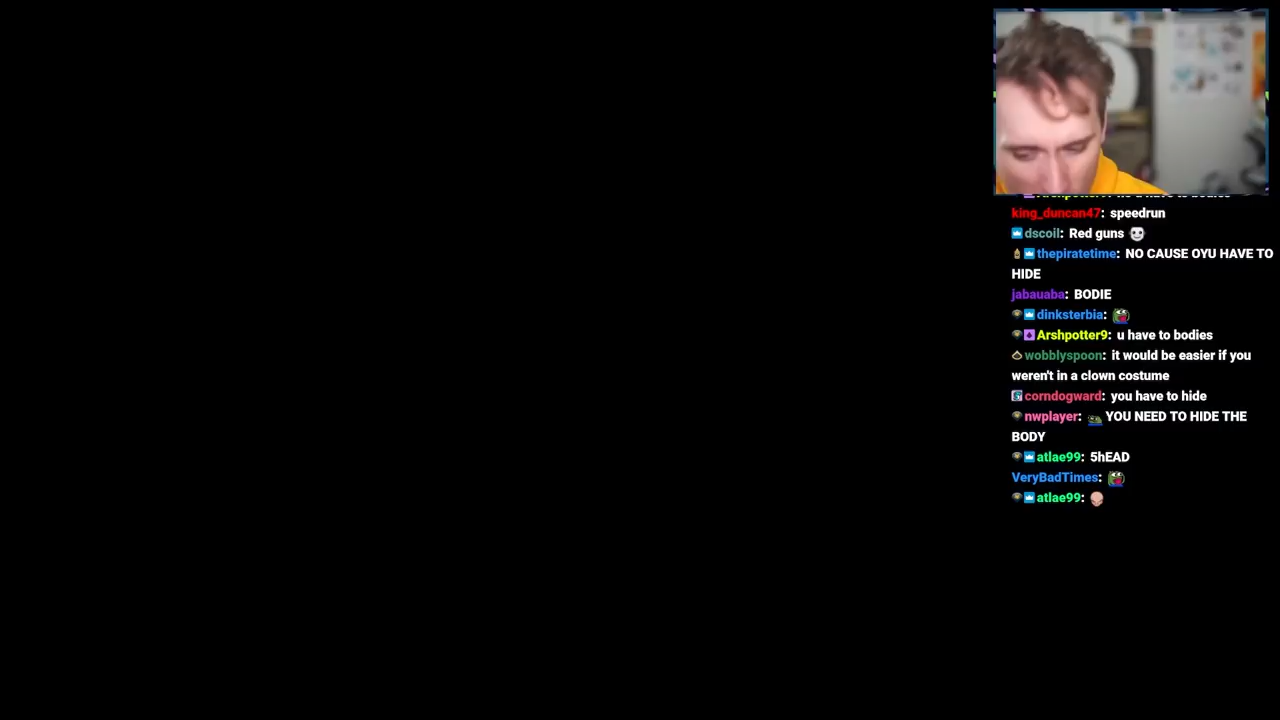 king_duncan47: speedrun
dscoil: Red guns
thepiratetime: NO CAUSE OYU HAVE TO
HIDE
jabauaba: BODIE
dinksterbia:
Arshpotter9: u have to bodies
wobblyspoon: it would be easier if you
weren't in a clown costume
corndogward: you have to hide
nwplayer: YOU NEED TO HIDE THE
BODY
atlae99: 5hEAD
VeryBadTimes:
atlae99: